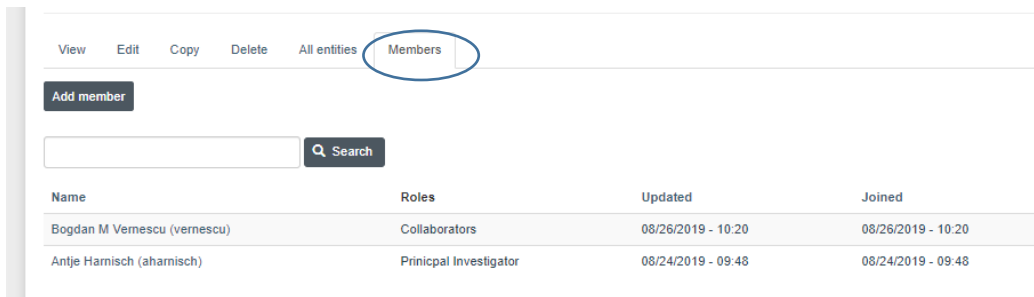 View Edit Copy Delete All entities Members
Add member
Search
Name Roles Updated Joined
Bogdan M Vernescu (vernescu) Collaborators 08/26/2019 - 10:20 08/26/2019 - 10:20
Antje Harnisch (aharnisch) Prinicpal Investigator 08/24/2019 - 09:48 08/24/2019 - 09:48